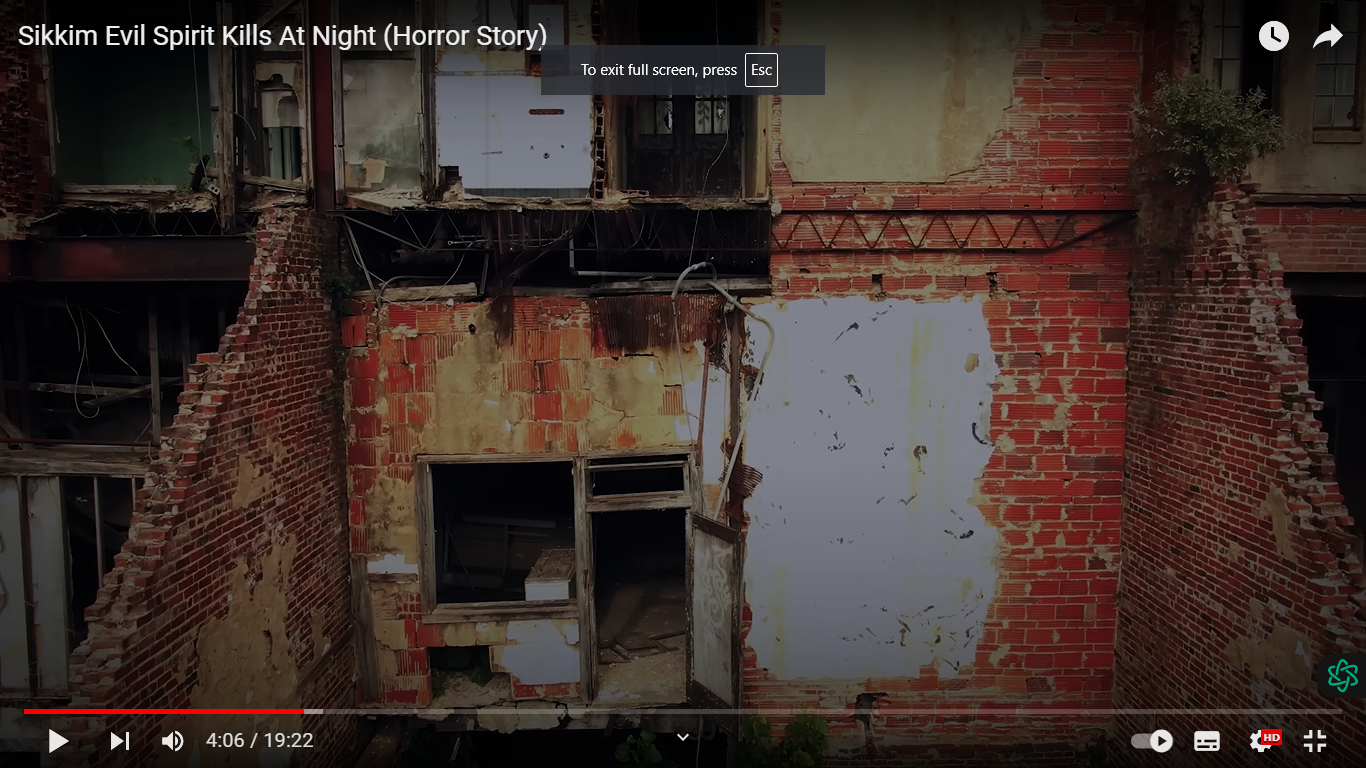 Sikkim Evil Spirit Kills At Night (Horror Story)
To exit full screen, press Esc
4:06 / 19:22
HD